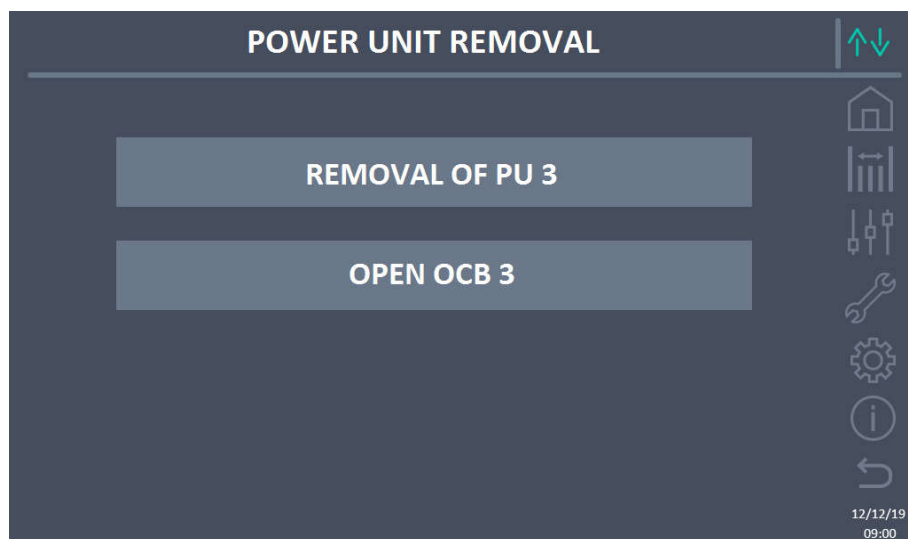 POWER UNIT REMOVAL
REMOVAL OF PU 3
OPEN OCB 3
12/12/19
09:00